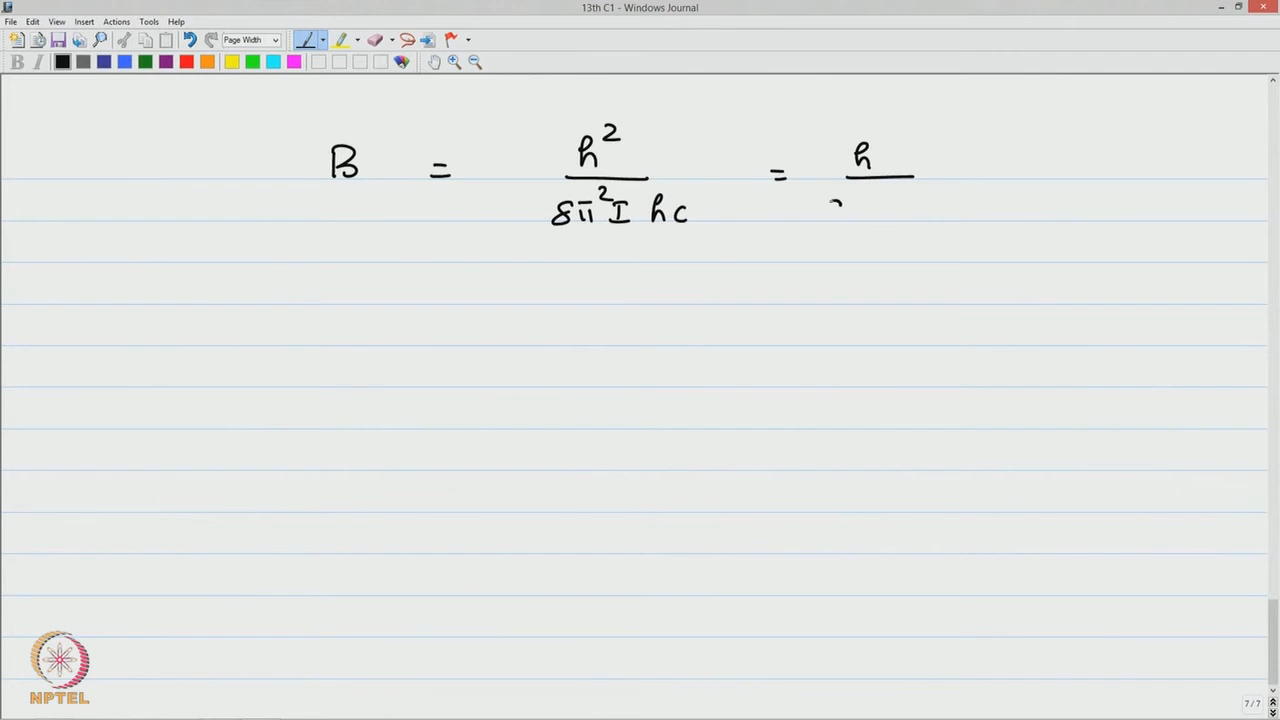 13th C1 - Windows Journal
File Edit View Insert Actions Tools Help
Page Width
B I
B = h² / 8π²I hc = h /
NPTEL
7 / 7